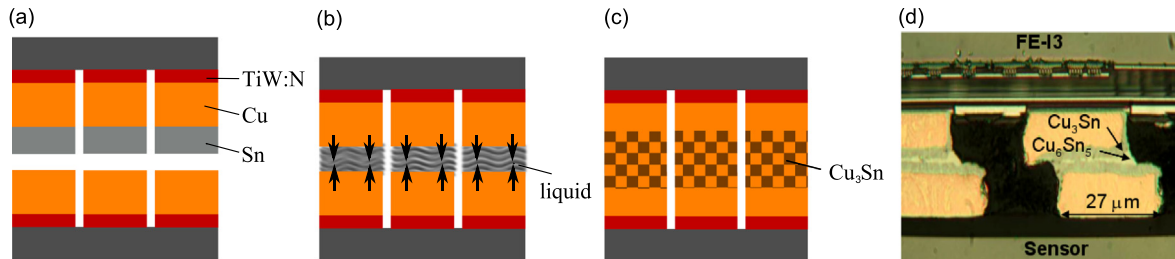 (a)
TiW:N
Cu
Sn
(b)
liquid
(c)
Cu₃Sn
(d)
FE-I3
Cu₃Sn
Cu₆Sn₅
27 μm
Sensor